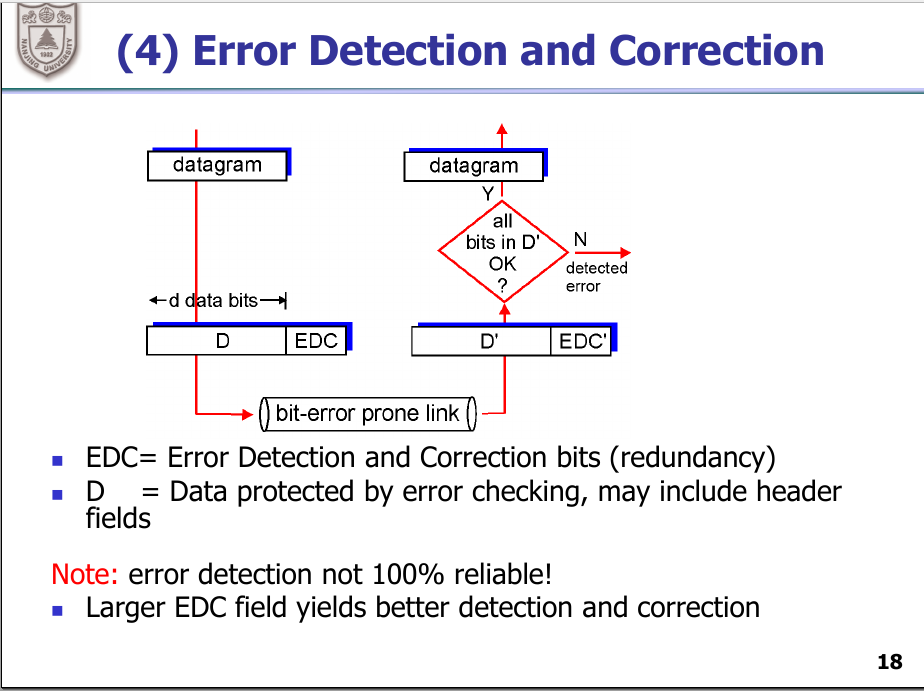 NANJING UNIVERSITY
1902
(4) Error Detection and Correction
datagram
datagram
Y
all
bits in D'
OK
?
N
detected
error
d data bits
D
EDC
D'
EDC'
bit-error prone link
EDC= Error Detection and Correction bits (redundancy)
D = Data protected by error checking, may include header
fields
Note: error detection not 100% reliable!
Larger EDC field yields better detection and correction
18